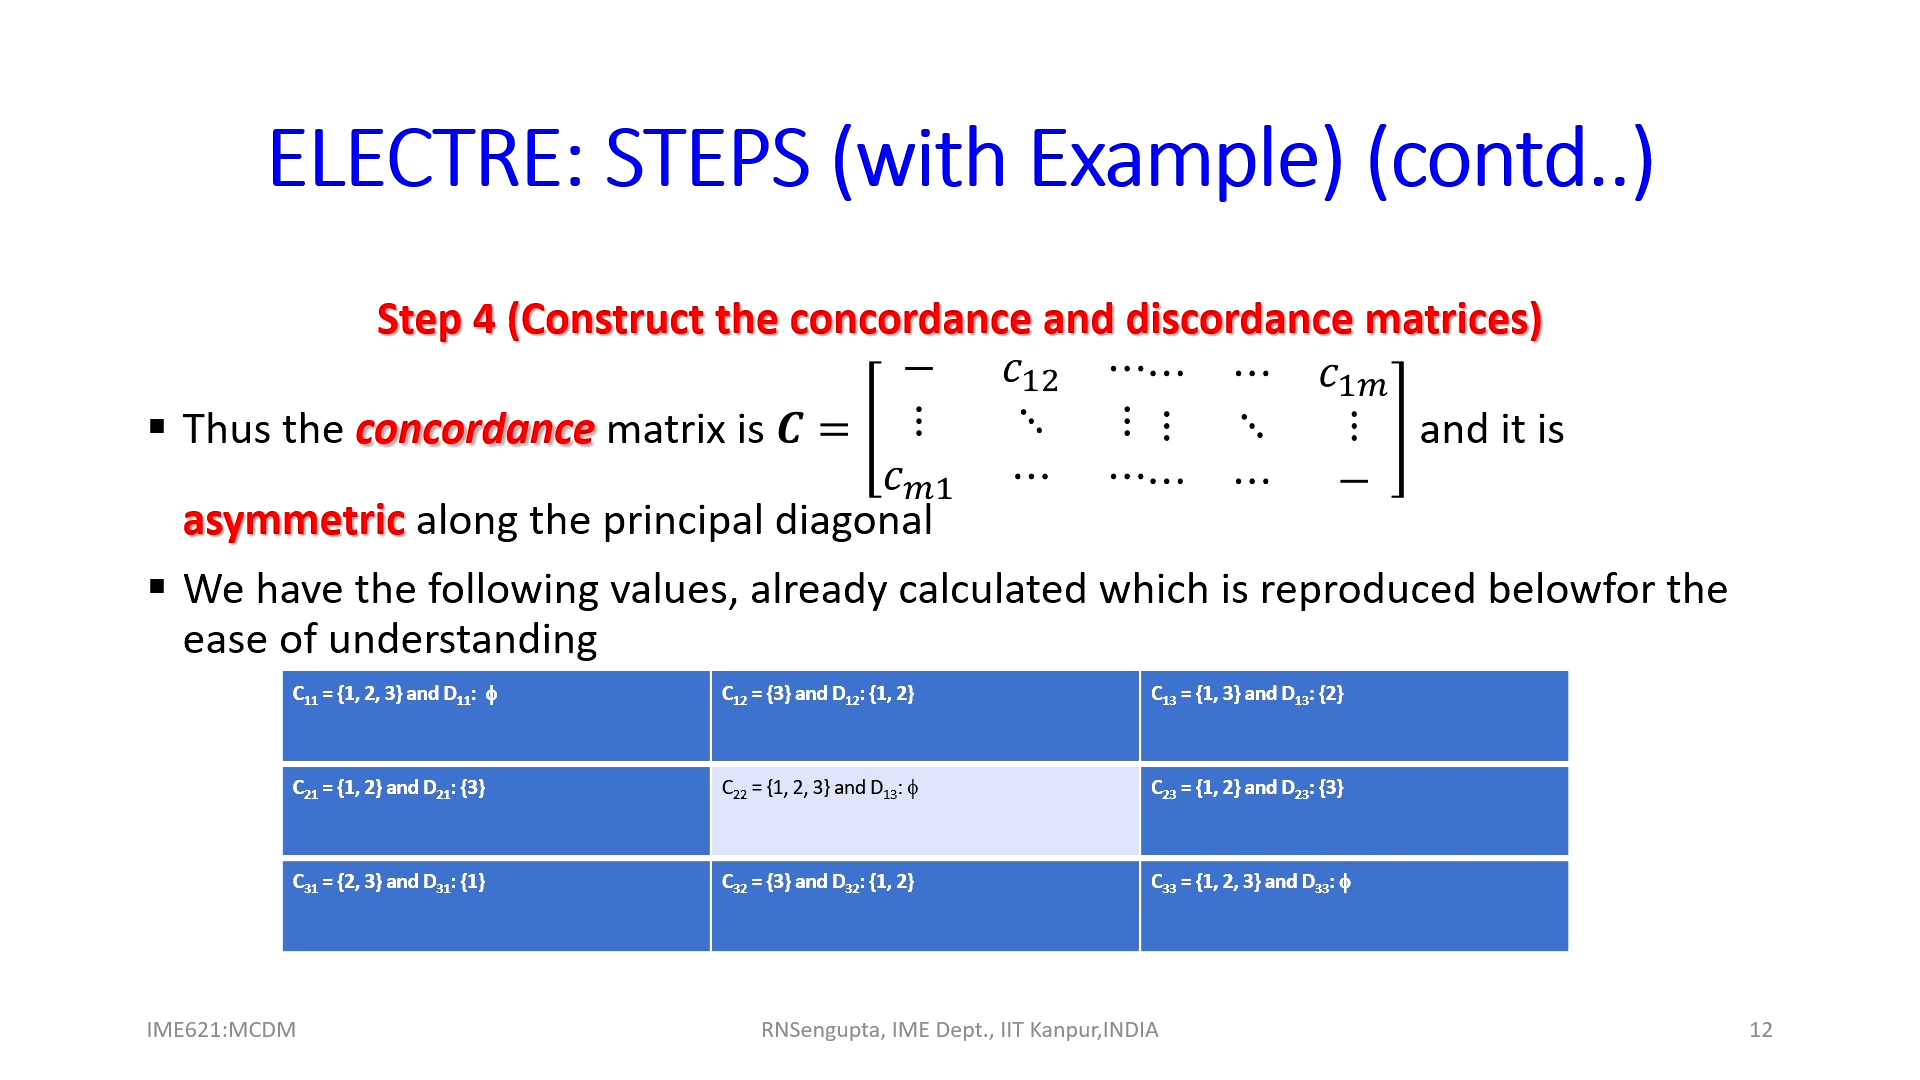 ELECTRE: STEPS (with Example) (contd..)
Step 4 (Construct the concordance and discordance matrices)
▪ Thus the concordance matrix is C = [− c₁₂ ⋯⋯ ⋯ c₁ₘ
⋮ ⋱ ⋮⋮ ⋱ ⋮
cₘ₁ ⋯ ⋯⋯ ⋯ −] and it is
asymmetric along the principal diagonal
▪ We have the following values, already calculated which is reproduced belowfor the
ease of understanding
C₁₁ = {1, 2, 3} and D₁₁: ϕ
C₁₂ = {3} and D₁₂: {1, 2}
C₁₃ = {1, 3} and D₁₃: {2}
C₂₁ = {1, 2} and D₂₁: {3}
C₂₂ = {1, 2, 3} and D₁₃: ϕ
C₂₃ = {1, 2} and D₂₃: {3}
C₃₁ = {2, 3} and D₃₁: {1}
C₃₂ = {3} and D₃₂: {1, 2}
C₃₃ = {1, 2, 3} and D₃₃: ϕ
IME621:MCDM
RNSengupta, IME Dept., IIT Kanpur,INDIA
12